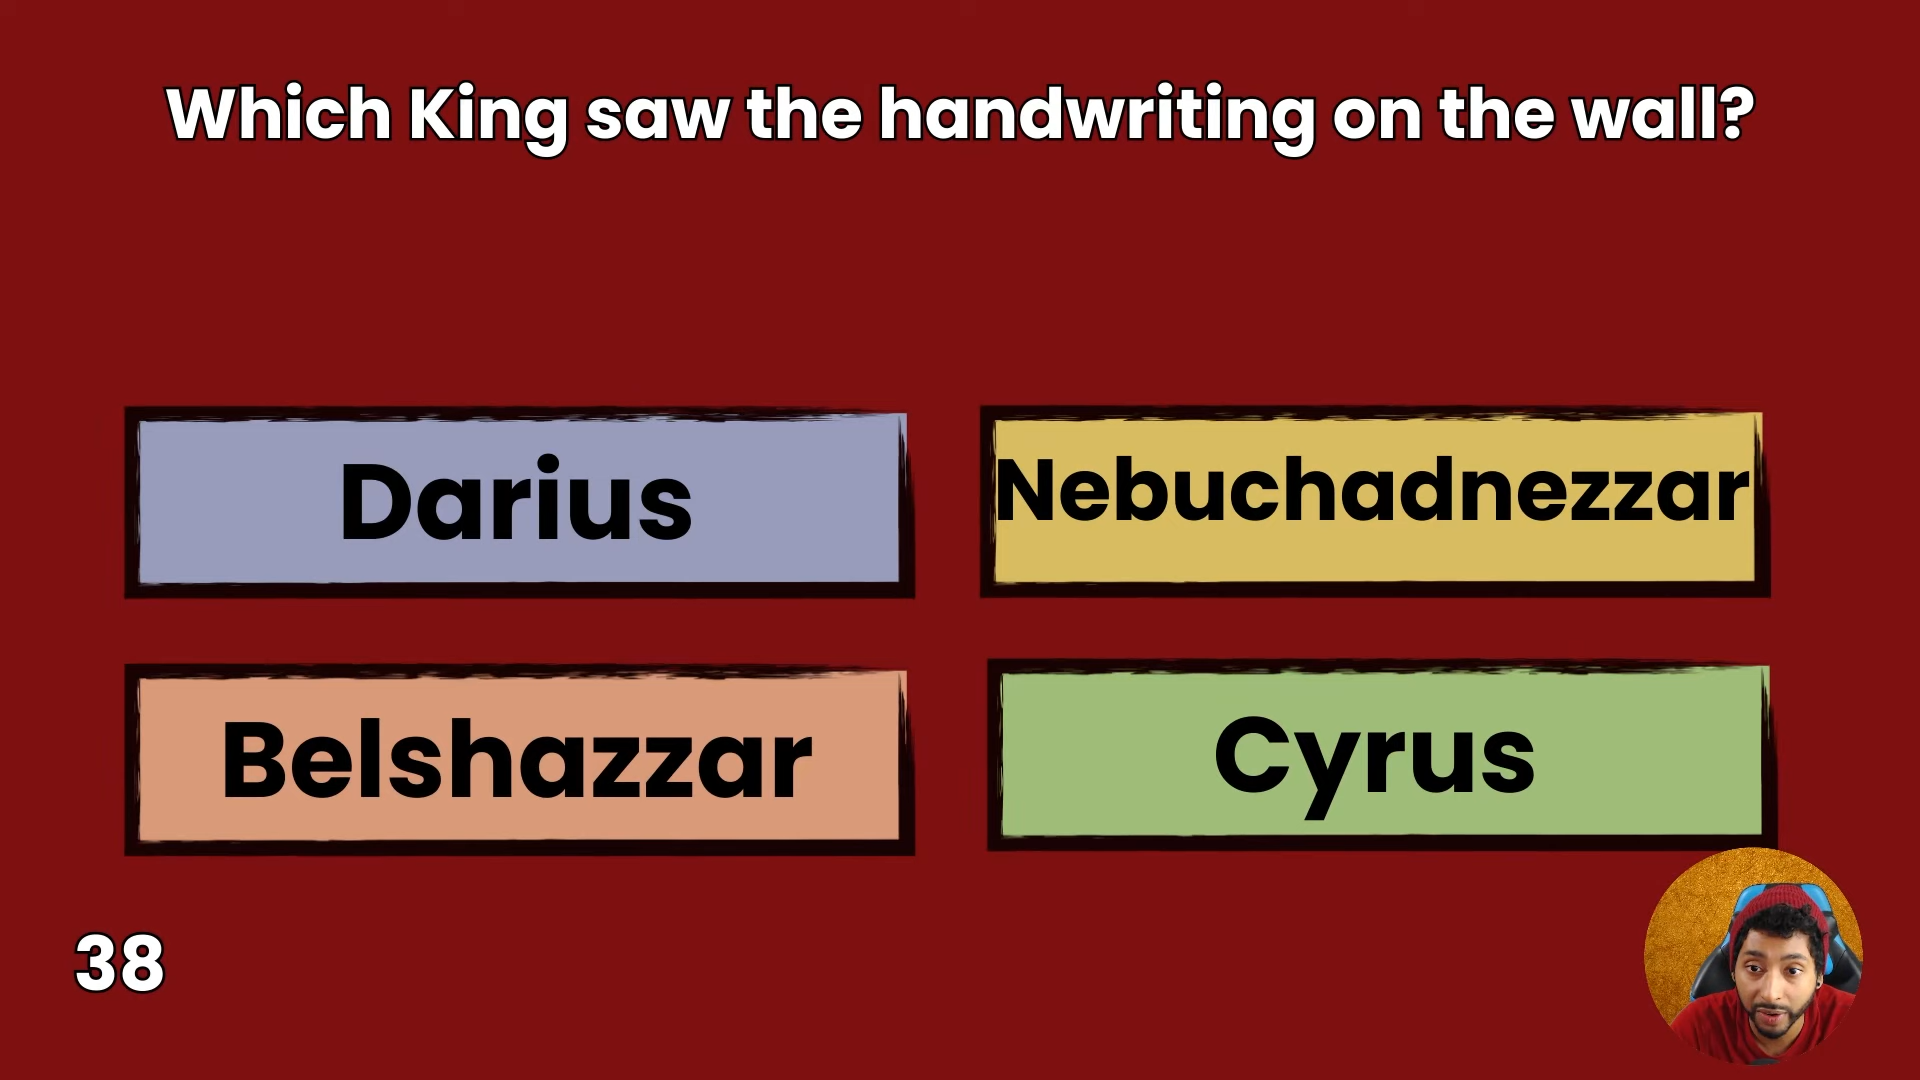 Which King saw the handwriting on the wall?
Darius
Nebuchadnezzar
Belshazzar
Cyrus
38